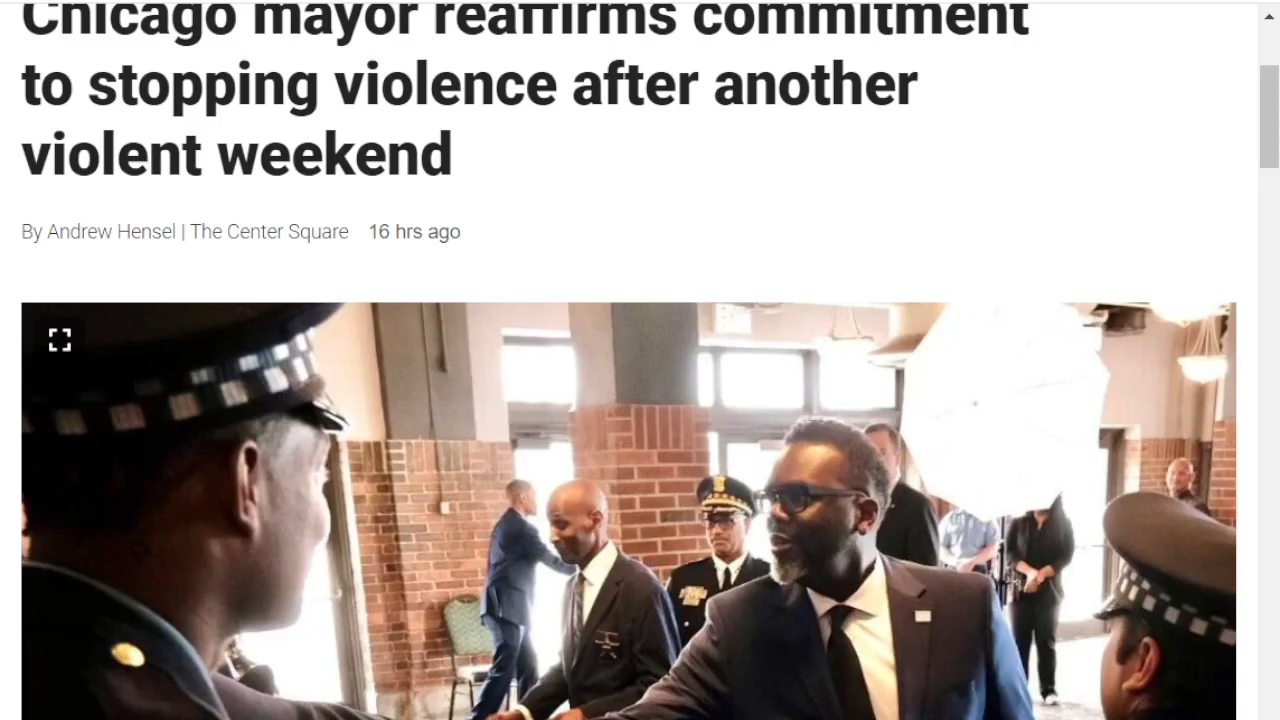 Chicago mayor reaffirms commitment
to stopping violence after another
violent weekend
By Andrew Hensel | The Center Square 16 hrs ago